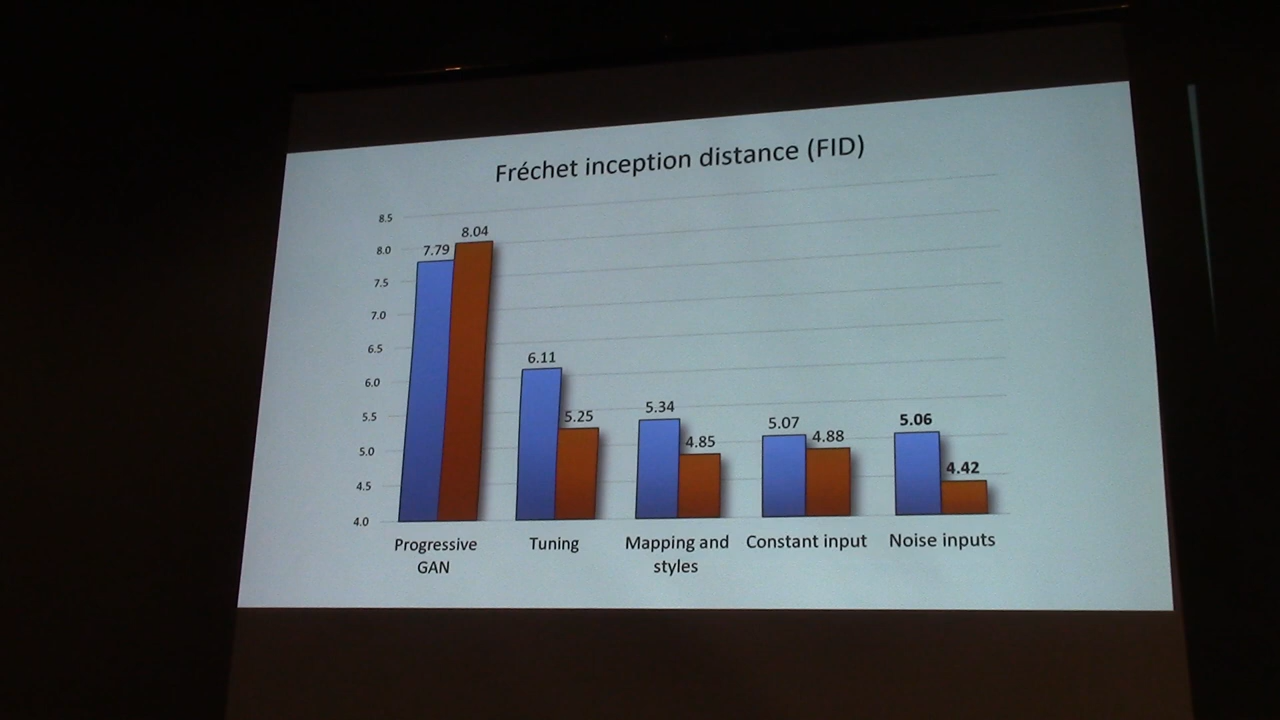 Fréchet inception distance (FID)
8.5
8.0
7.5
7.0
6.5
6.0
5.5
5.0
4.5
4.0
7.79
8.04
6.11
5.25
5.34
4.85
5.07
4.88
5.06
4.42
Progressive
GAN
Tuning
Mapping and
styles
Constant input
Noise inputs